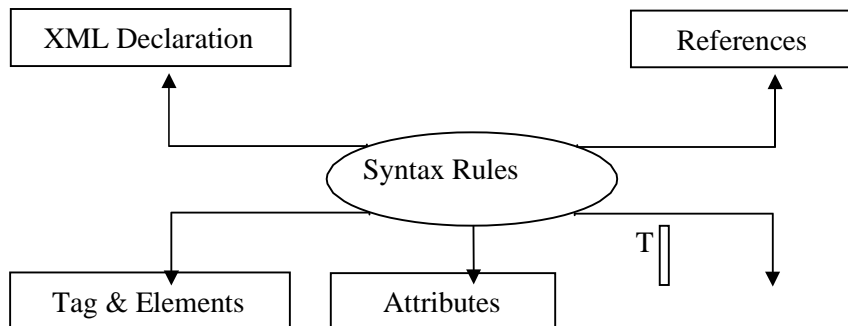 XML Declaration
References
Syntax Rules
T
Tag & Elements
Attributes